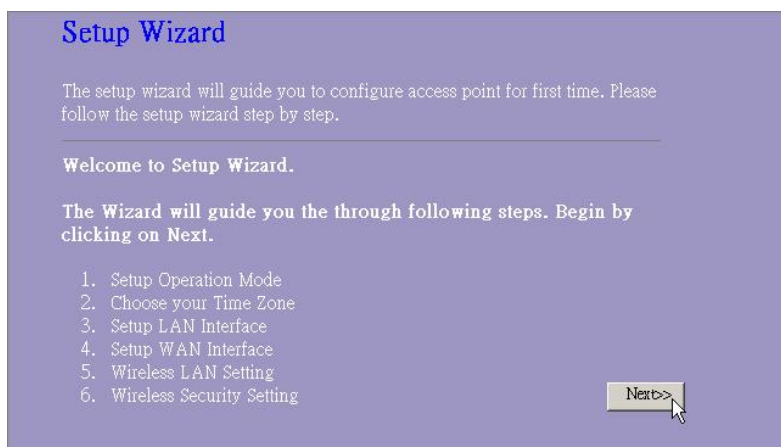 Setup Wizard
The setup wizard will guide you to configure access point for first time. Please
follow the setup wizard step by step.
Welcome to Setup Wizard.
The Wizard will guide you the through following steps. Begin by
clicking on Next.
1. Setup Operation Mode
2. Choose your Time Zone
3. Setup LAN Interface
4. Setup WAN Interface
5. Wireless LAN Setting
6. Wireless Security Setting
Next>>